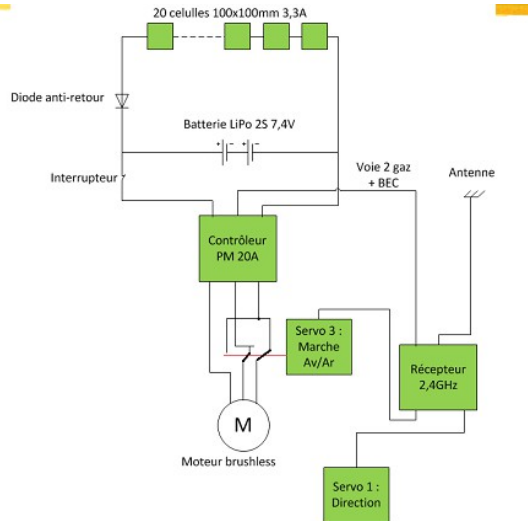 20 celulles 100x100mm 3,3A
Diode anti-retour
Batterie LiPo 2S 7,4V
+ - + -
Interrupteur
Voie 2 gaz
+ BEC
Antenne
Contrôleur
PM 20A
Servo 3 :
Marche
Av/Ar
Récepteur
2,4GHz
M
Moteur brushless
Servo 1 :
Direction